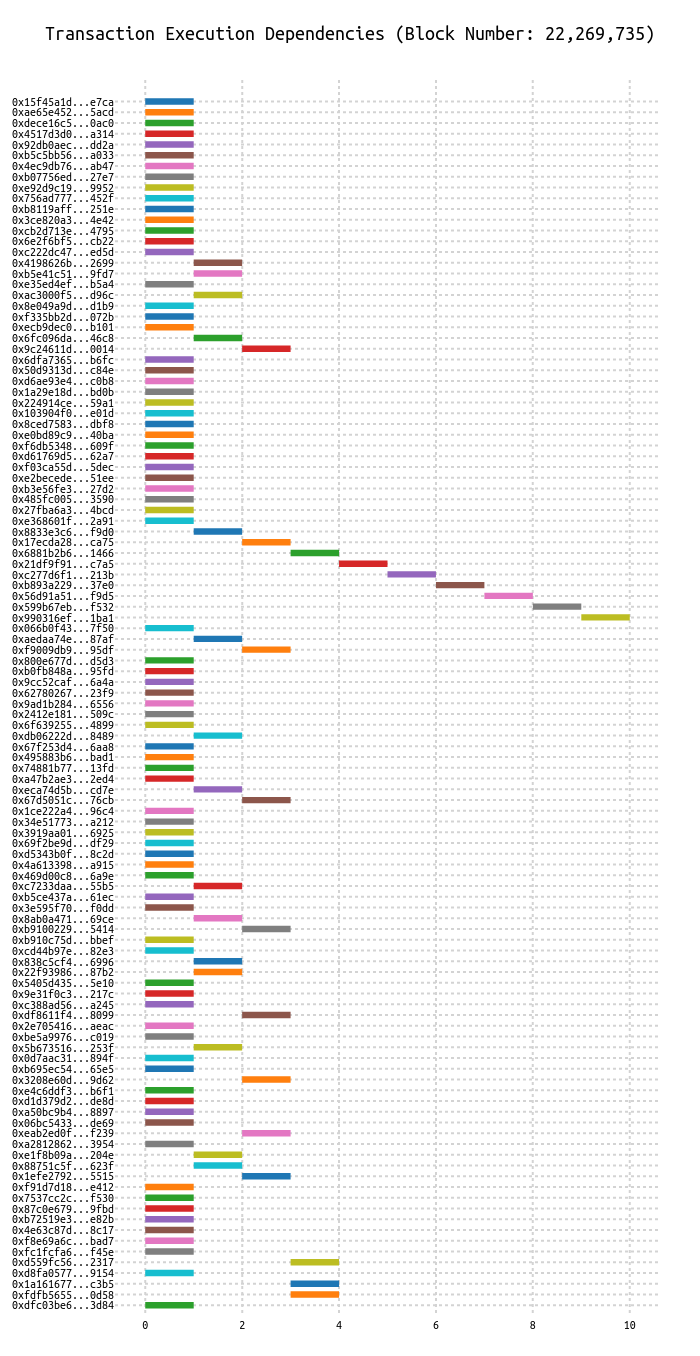 Transaction Execution Dependencies (Block Number: 22,269,735)
0x15f45a1d...e7ca
0xae65e452...5acd
0xdece16c5...0ac0
0x4517d3d0...a314
0x92db0aec...dd2a
0xb5c5bb56...a033
0x4ec9db76...ab47
0xb07756ed...27e7
0xe92d9c19...9952
0x756ad777...452f
0xb8119aff...251e
0x3ce820a3...4e42
0xcb2d713e...4795
0x6e2f6bf5...cb22
0xc222dc47...ed5d
0x4198626b...2699
0xb5e41c51...9fd7
0xe35ed4ef...b5a4
0xac3000f5...d96c
0x8e049a9d...d1b9
0xf335bb2d...072b
0xecb9dec0...b101
0x6fc096da...46c8
0x9c24611d...0014
0x6dfa7365...b6fc
0x50d9313d...c84e
0xd6ae93e4...c0b8
0x1a29e18d...bd0b
0x224914ce...59a1
0x103904f0...e01d
0x8ced7583...dbf8
0xe0bd89c9...40ba
0xf6db5348...609f
0xd61769d5...62a7
0xf03ca55d...5dec
0xe2becede...51ee
0xb3e56fe3...27d2
0x485fc005...3590
0x27fba6a3...4bcd
0xe368601f...2a91
0x8833e3c6...f9d0
0x17ecda28...ca75
0x6881b2b6...1466
0x21df9f91...c7a5
0xc277d6f1...213b
0xb893a229...37e0
0x56d91a51...f9d5
0x599b67eb...f532
0x990316ef...1ba1
0x066b0f43...7f50
0xaedaa74e...87af
0xf9009db9...95df
0x800e677d...d5d3
0xb0fb848a...95fd
0x9cc52caf...6a4a
0x62780267...23f9
0x9ad1b284...6556
0x2412e181...509c
0x6f639255...4899
0xdb06222d...8489
0x67f253d4...6aa8
0x495883b6...bad1
0x74881b77...13fd
0xa47b2ae3...2ed4
0xeca74d5b...cd7e
0x67d5051c...76cb
0x1ce222a4...96c4
0x34e51773...a212
0x3919aa01...6925
0x69f2be9d...df29
0xd5343b0f...8c2d
0x4a613398...a915
0x469d00c8...6a9e
0xc7233daa...55b5
0xb5ce437a...61ec
0x3e595f70...f0dd
0x8ab0a471...69ce
0xb9100229...5414
0xb910c75d...bbef
0xcd44b97e...82e3
0x838c5cf4...6996
0x22f93986...87b2
0x5405d435...5e10
0x9e31f0c3...217c
0xc388ad56...a245
0xdf8611f4...8099
0x2e705416...aeac
0xbe5a9976...c019
0x5b673516...253f
0x0d7aac31...894f
0xb695ec54...65e5
0x3208e60d...9d62
0xe4c6ddf3...b6f1
0xd1d379d2...de8d
0xa50bc9b4...8897
0x06bc5433...de69
0xeab2ed0f...f239
0xa2812862...3954
0xe1f8b09a...204e
0x88751c5f...623f
0x1efe2792...5515
0xf91d7d18...e412
0x7537cc2c...f530
0x87c0e679...9fbd
0xb72519e3...e82b
0x4e63c87d...8c17
0xf8e69a6c...bad7
0xfc1fcfa6...f45e
0xd559fc56...2317
0xd8fa0577...9154
0x1a161677...c3b5
0xfdfb5655...0d58
0xdfc03be6...3d84
0 2 4 6 8 10